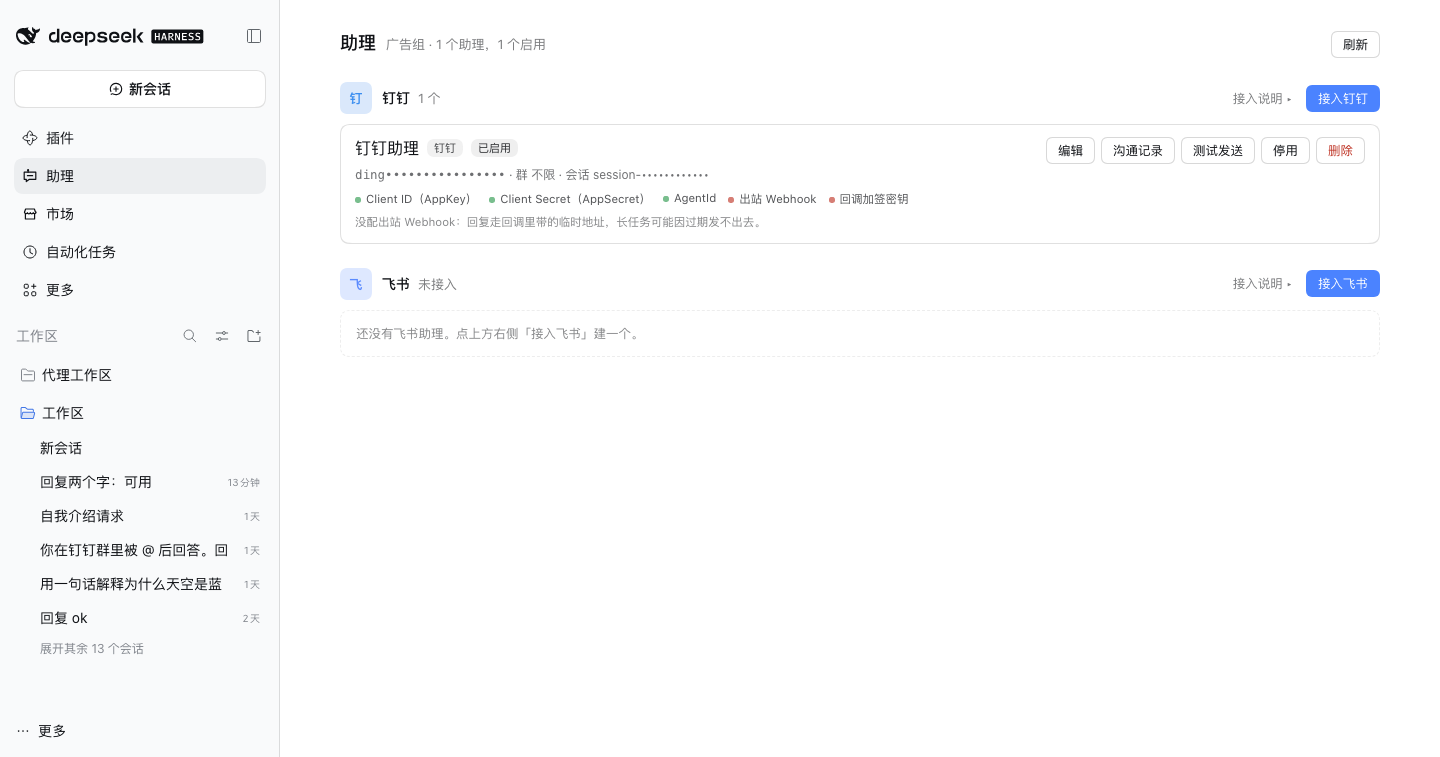 deepseek HARNESS
新会话
插件
助理
市场
自动化任务
更多
工作区
代理工作区
工作区
新会话
回复两个字：可用 13 分钟
自我介绍请求 1 天
你在钉钉群里被 @ 后回答。回 1 天
用一句话解释为什么天空是蓝 1 天
回复 ok 2 天
展开其余 13 个会话
··· 更多
助理 广告组 · 1 个助理，1 个启用 刷新
钉 钉钉 1 个 接入说明 ▸ 接入钉钉
钉钉助理 钉钉 已启用 编辑 沟通记录 测试发送 停用 删除
ding•••••••••••••••• · 群 不限 · 会话 session-••••••••••••
Client ID（AppKey） Client Secret（AppSecret） AgentId 出站 Webhook 回调加签密钥
没配出站 Webhook：回复走回调里带的临时地址，长任务可能因过期发不出去。
飞 飞书 未接入 接入说明 ▸ 接入飞书
还没有飞书助理。点上方右侧「接入飞书」建一个。